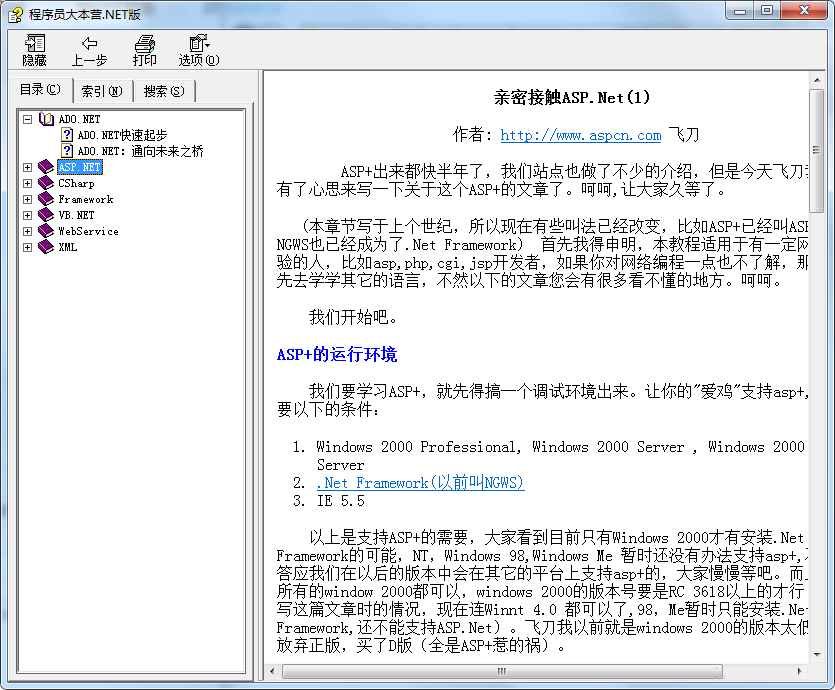 程序员大本营.NET版
隐藏 上一步 打印 选项(O)
目录(C) 索引(N) 搜索(S)
ADO.NET
ADO.NET快速起步
ADO.NET: 通向未来之桥
ASP.NET
CSharp
Framework
VB.NET
WebService
XML
亲密接触ASP.Net(1)
作者: http://www.aspcn.com 飞刀
ASP+出来都快半年了，我们站点也做了不少的介绍，但是今天飞刀
有了心思来写一下关于这个ASP+的文章了。呵呵,让大家久等了。
(本章节写于上个世纪，所以现在有些叫法已经改变，比如ASP+已经叫ASP
NGWS也已经成为了.Net Framework) 首先我得申明，本教程适用于有一定网
验的人，比如asp,php,cgi,jsp开发者，如果你对网络编程一点也不了解，那
先去学学其它的语言，不然以下的文章您会有很多看不懂的地方。呵呵。
我们开始吧。
ASP+的运行环境
我们要学习ASP+，就先得搞一个调试环境出来。让你的"爱鸡"支持asp+,
要以下的条件：
1. Windows 2000 Professional, Windows 2000 Server , Windows 2000
Server
2. .Net Framework(以前叫NGWS)
3. IE 5.5
以上是支持ASP+的需要，大家看到目前只有Windows 2000才有安装.Net
Framework的可能，NT，Windows 98,Windows Me 暂时还没有办法支持asp+,
答应我们在以后的版本中会在其它的平台上支持asp+的，大家慢慢等吧。而
所有的window 2000都可以，windows 2000的版本号要是RC 3618以上的才行
写这篇文章时的情况，现在连Winnt 4.0 都可以了,98，Me暂时只能安装.Ne
Framework,还不能支持ASP.Net）。飞刀我以前就是windows 2000的版本太低
放弃正版，买了D版（全是ASP+惹的祸）。